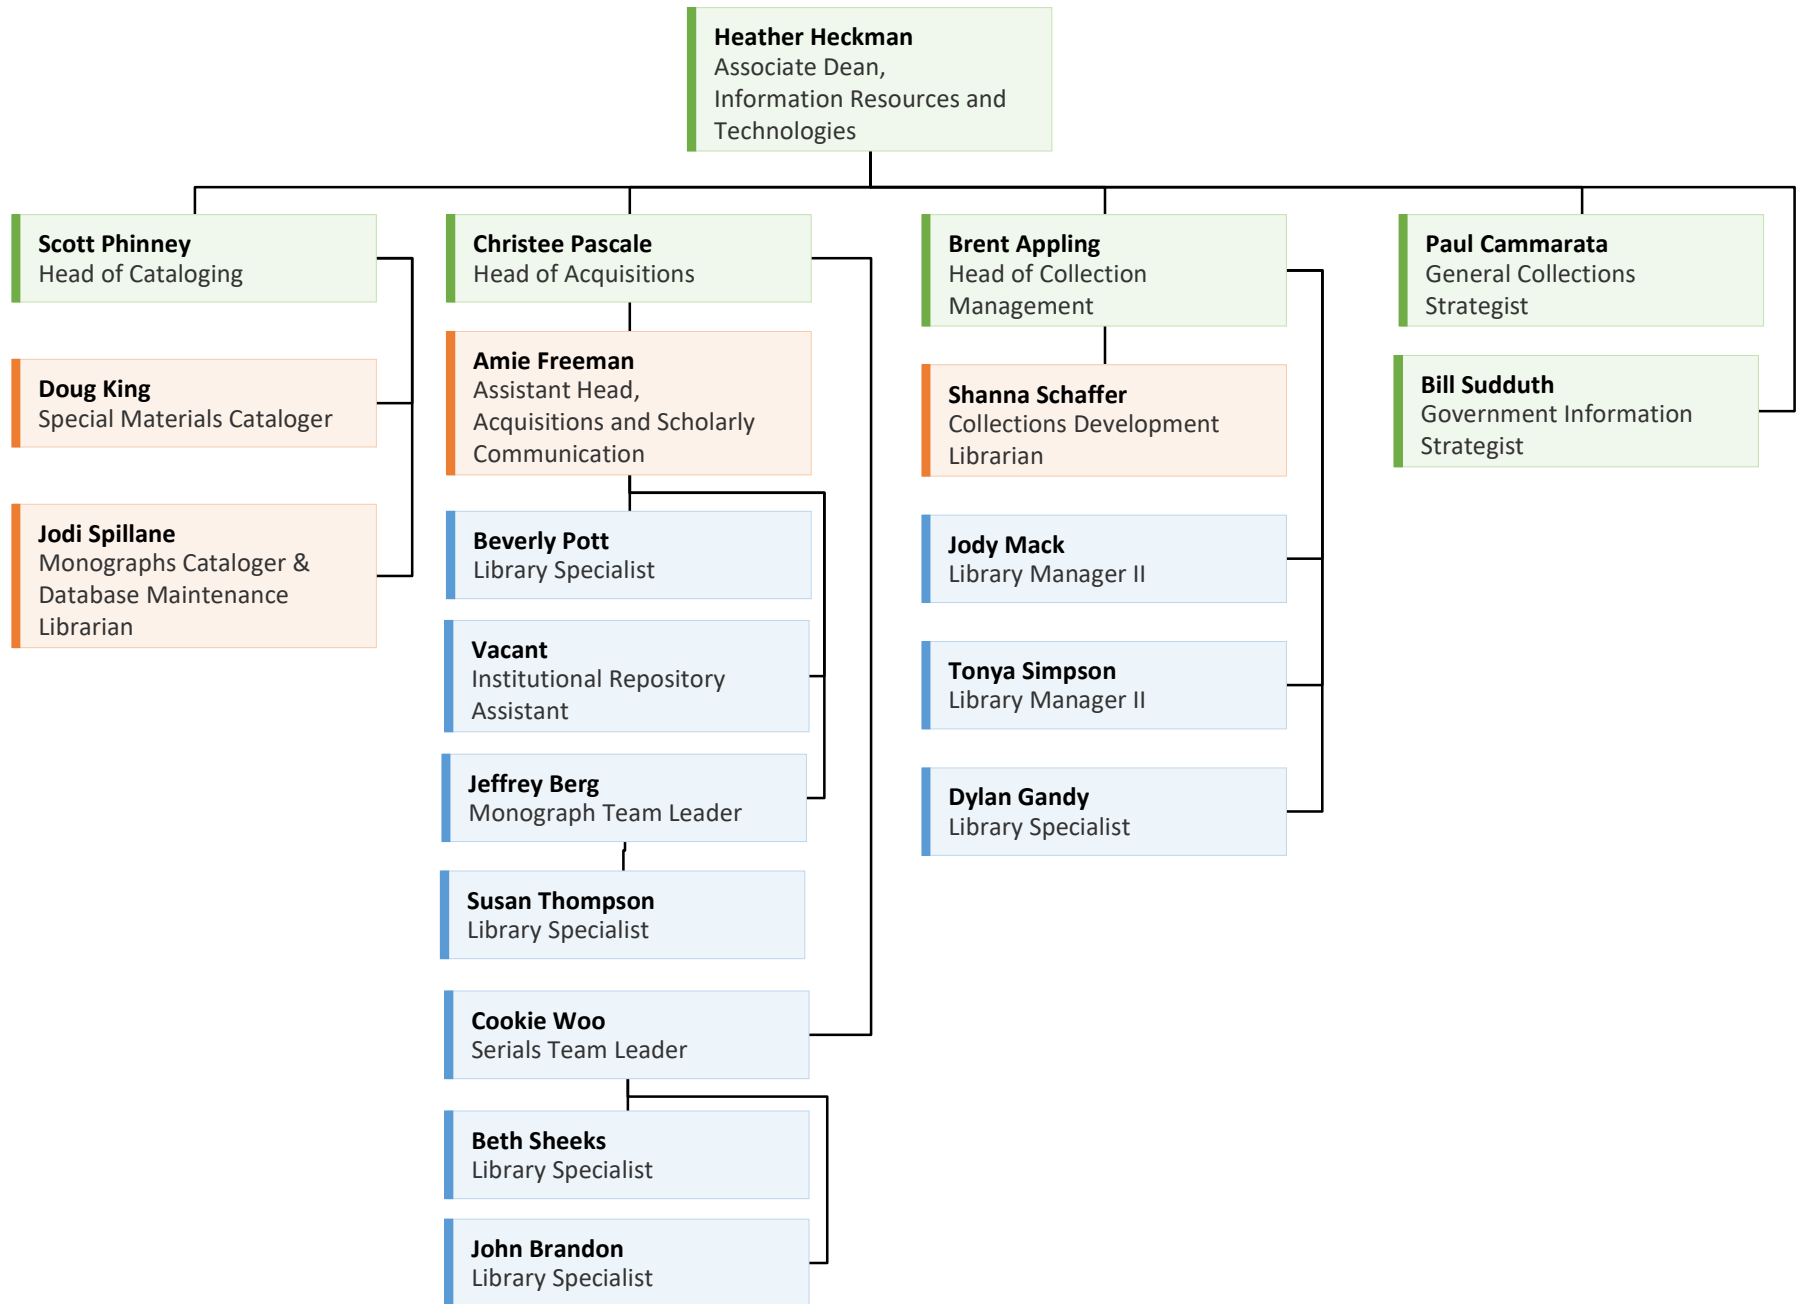 Heather Heckman
Associate Dean,
Information Resources and
Technologies
Scott Phinney
Head of Cataloging
Doug King
Special Materials Cataloger
Jodi Spillane
Monographs Cataloger &
Database Maintenance
Librarian
Christee Pascale
Head of Acquisitions
Amie Freeman
Assistant Head,
Acquisitions and Scholarly
Communication
Beverly Pott
Library Specialist
Vacant
Institutional Repository
Assistant
Jeffrey Berg
Monograph Team Leader
Susan Thompson
Library Specialist
Cookie Woo
Serials Team Leader
Beth Sheeks
Library Specialist
John Brandon
Library Specialist
Brent Appling
Head of Collection
Management
Shanna Schaffer
Collections Development
Librarian
Jody Mack
Library Manager II
Tonya Simpson
Library Manager II
Dylan Gandy
Library Specialist
Paul Cammarata
General Collections
Strategist
Bill Sudduth
Government Information
Strategist